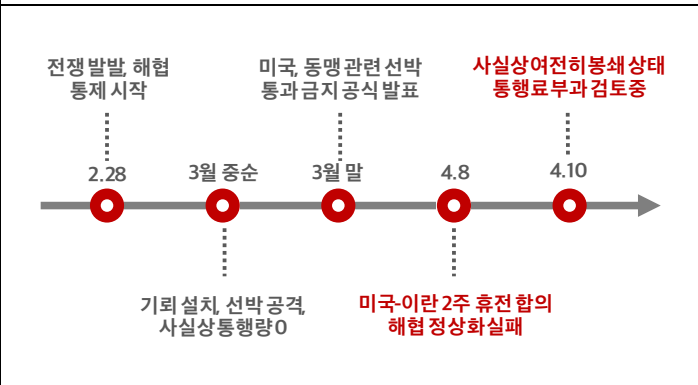 전쟁 발발, 해협
통제 시작
미국, 동맹 관련 선박
통과 금지 공식 발표
사실상 여전히 봉쇄 상태
통행료 부과 검토중
2.28
3월 중순
3월 말
4.8
4.10
기뢰 설치, 선박 공격,
사실상 통행량 0
미국-이란 2주 휴전 합의
해협 정상화 실패